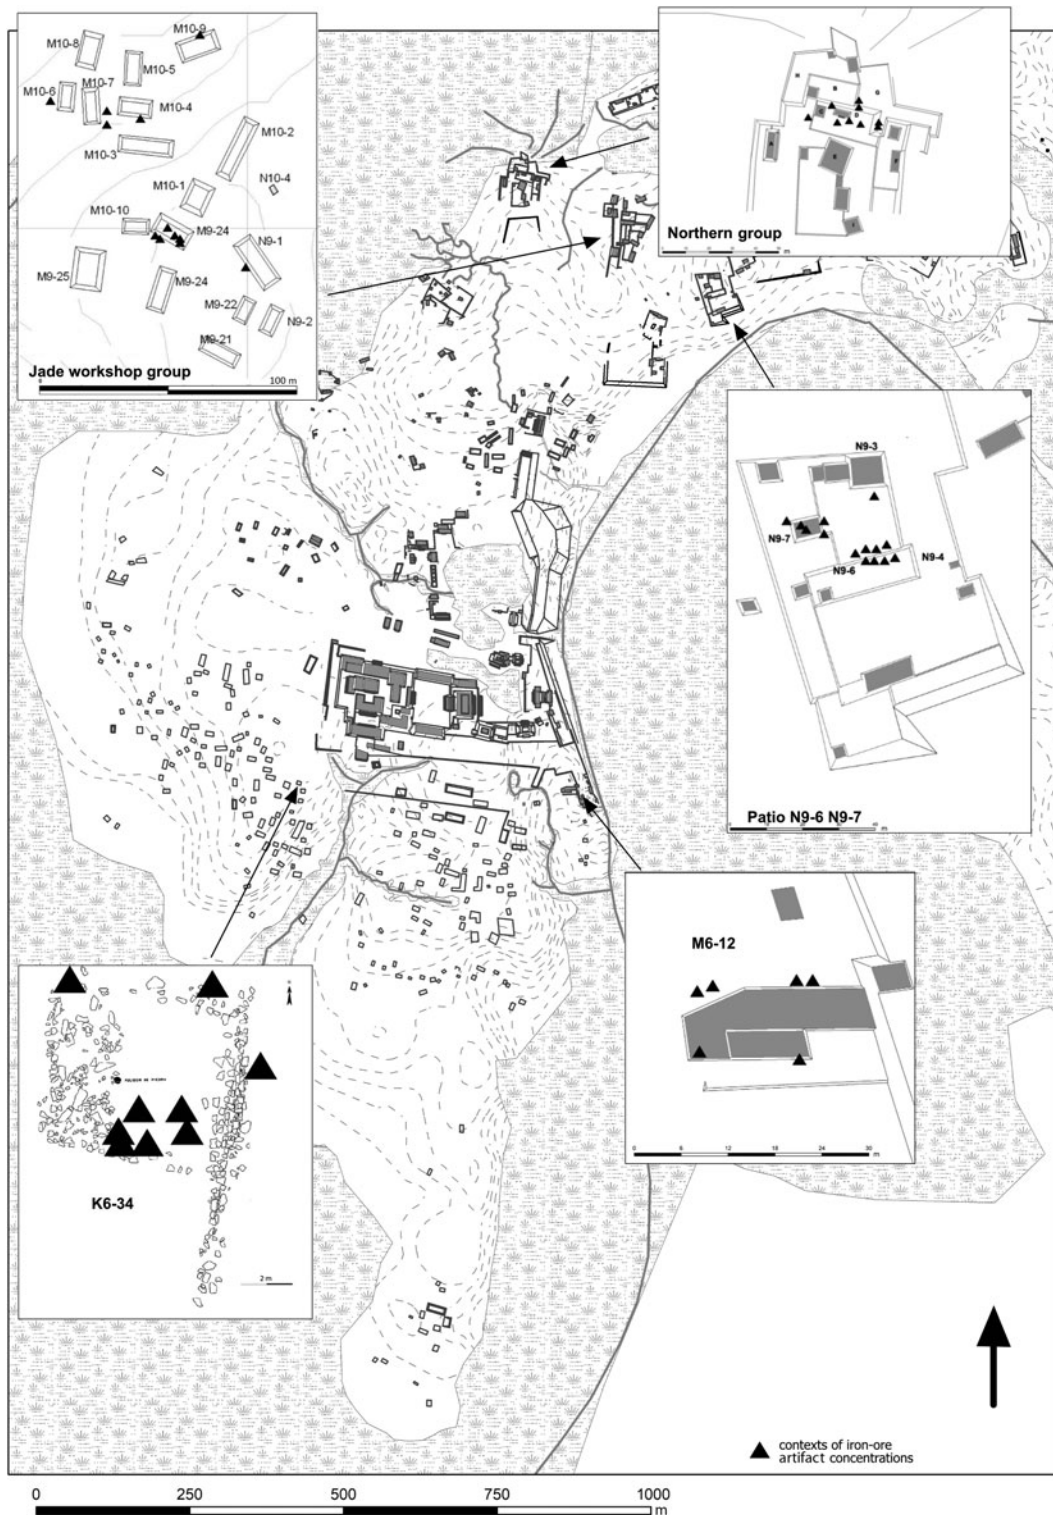 M10-9
M10-8
M10-5
M10-7
M10-6
M10-4
M10-2
M10-3
N10-4
M10-1
M10-10
M9-24
N9-1
M9-25
M9-24
M9-22
N9-2
M9-21
Jade workshop group
0
100 m
Northern group
m
N9-3
N9-7
N9-4
N9-6
Patio N9-6 N9-7
m
M6-12
0 6 12 18 24 30
m
K6-34
2 m
contexts of iron-ore
artifact concentrations
0 250 500 750 1000
m